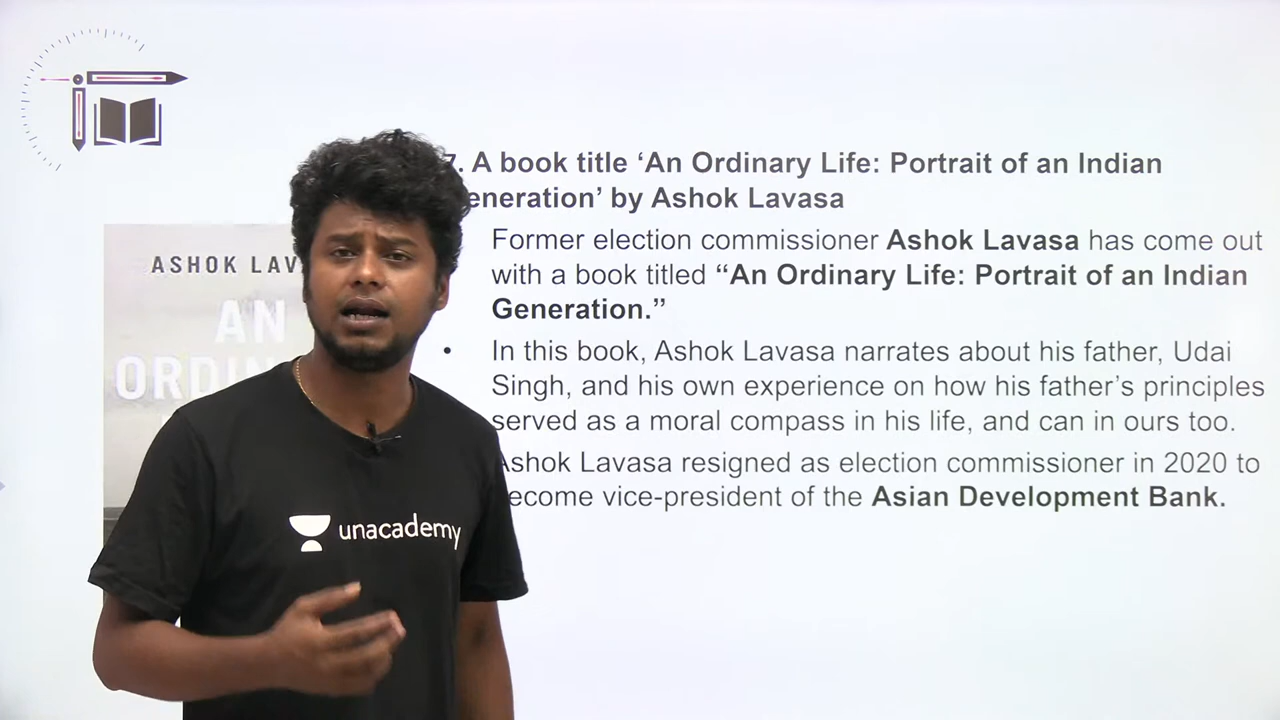 7. A book title ‘An Ordinary Life: Portrait of an Indian
eneration’ by Ashok Lavasa
Former election commissioner Ashok Lavasa has come out
with a book titled “An Ordinary Life: Portrait of an Indian
Generation.”
• In this book, Ashok Lavasa narrates about his father, Udai
Singh, and his own experience on how his father’s principles
served as a moral compass in his life, and can in ours too.
Ashok Lavasa resigned as election commissioner in 2020 to
ecome vice-president of the Asian Development Bank.
ASHOK LAV
AN
ORDIN
unacademy